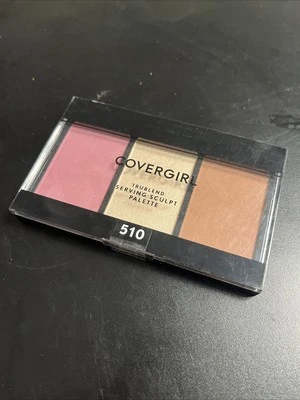 COVERGIRL
TRUBLEND
SERVING SCULPT
PALETTE
510